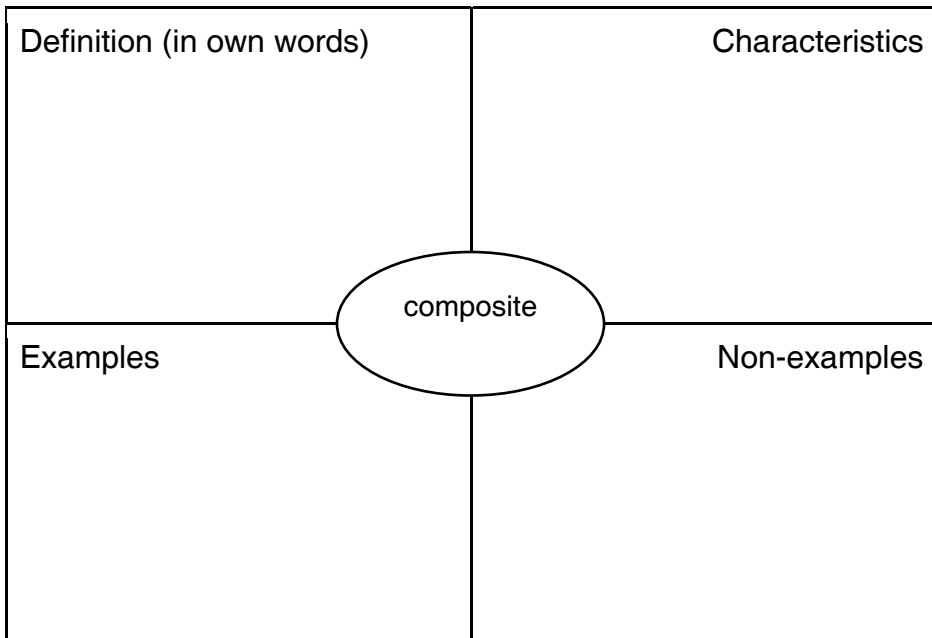 Definition (in own words)
Characteristics
composite
Examples
Non-examples